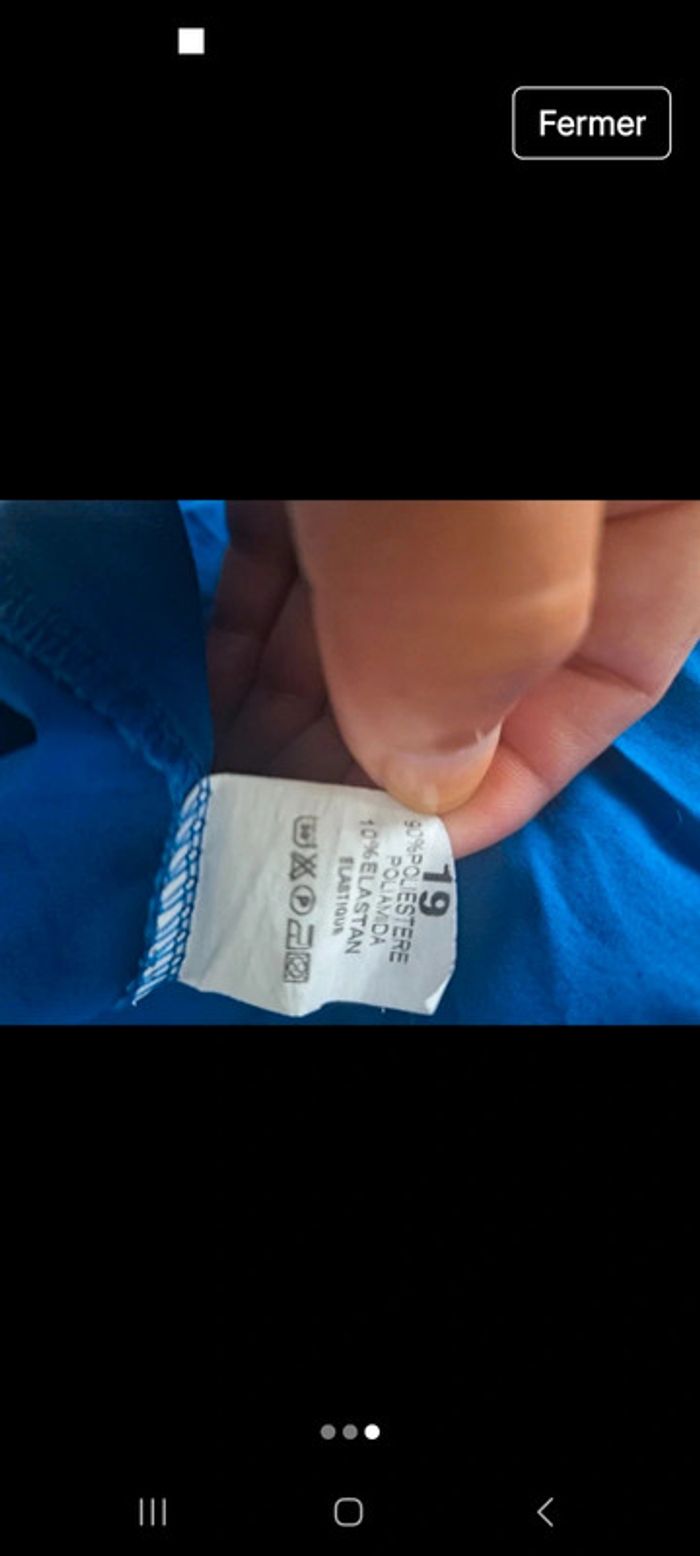 Fermer
19
90%POLIESTERE
POLIAMIDA
10%ELASTAN
ELASTIQUE
P